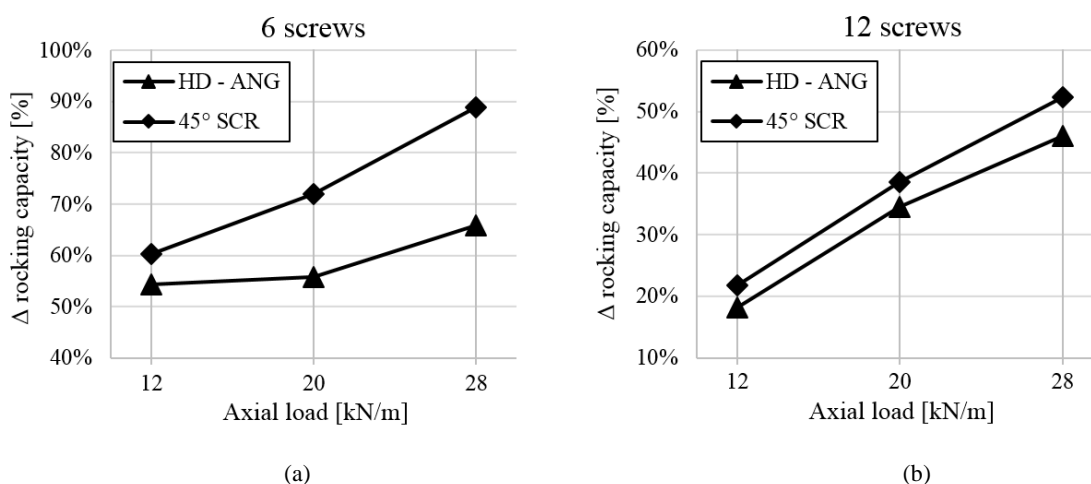 6 screws
100%
90%
80%
70%
60%
50%
40%
Δ rocking capacity [%]
HD - ANG
45° SCR
12
20
28
Axial load [kN/m]
(a)
12 screws
60%
50%
40%
30%
20%
10%
Δ rocking capacity [%]
HD - ANG
45° SCR
12
20
28
Axial load [kN/m]
(b)